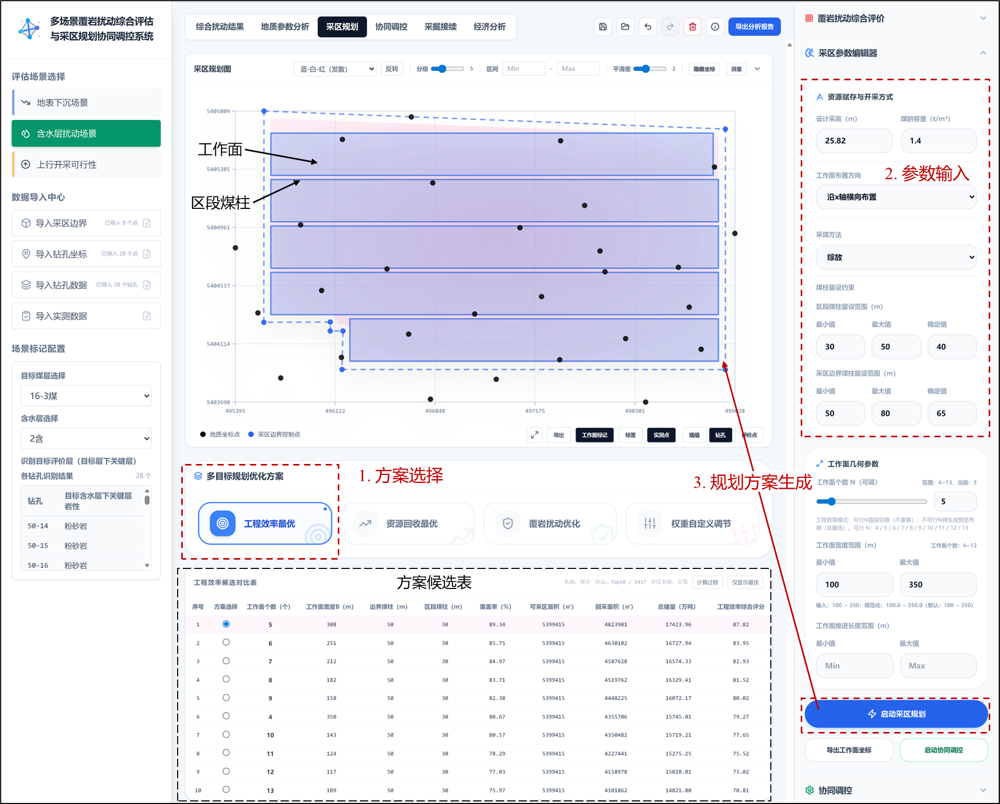 多场景覆岩扰动综合评估
与采区规划协同调控系统
评估场景选择
地表下沉场景
含水层扰动场景
上行开采可行性
数据导入中心
导入采区边界 已导入 8 个点
导入钻孔坐标 已导入 28 个点
导入钻孔数据 已导入 28 个钻孔
导入实测数据
场景标记配置
目标煤层选择
16-3煤
含水层选择
2含
识别目标评价层（目标层下关键层）
各钻孔识别结果 28 个
钻孔 目标含水层下关键层
岩性
50-14 粉砂岩
50-15 粉砂岩
50-16 粉砂岩
综合扰动结果 地质参数分析 采区规划 协同调控 采掘接续 经济分析
导出分析报告
采区规划图 蓝-白-红（发散） 反转 分级 5 区间 Min ~ Max 平滑度 2 隐藏坐标 测量
5405809
5405385
5404961
5404537
5404114
5403690
495395 496122 496848 497575 498301 499028
工作面
区段煤柱
地质坐标点 采区边界控制点
导出 工作面标记 标签 实测点 插值 钻孔 评价点
多目标规划优化方案
1. 方案选择
3. 规划方案生成
工程效率最优 资源回收最优 覆岩扰动优化 权重自定义调节
工程效率候选对比表 方案候选表 来源: 缓存 候选: Top10 / 2417 厚度来源: 常数 计算过程 仅显示最优
序号 方案选择 工作面个数（个） 工作面宽度B（m） 边界煤柱（m） 区段煤柱（m） 覆盖率（%） 可采区面积（㎡） 回采面积（㎡） 总储量（万吨） 工程效率综合评分
1 5 308 50 30 89.34 5399415 4823901 17423.96 87.82
2 6 251 50 30 85.75 5399415 4630102 16727.94 83.95
3 7 212 50 30 84.97 5399415 4587628 16574.33 82.93
4 8 182 50 30 83.71 5399415 4519762 16329.41 81.52
5 9 158 50 30 82.38 5399415 4448225 16072.17 80.02
6 4 350 50 30 80.67 5399415 4355706 15745.01 79.27
7 10 143 50 30 80.57 5399415 4350482 15719.21 77.65
8 11 124 50 30 78.29 5399415 4227441 15275.25 75.52
9 12 117 50 30 77.03 5399415 4158978 15028.01 73.02
10 13 109 50 30 75.97 5399415 4101862 14821.80 70.81
覆岩扰动综合评价
采区参数编辑器
资源赋存与开采方式
设计采高（m） 煤的容重（t/m³）
25.82 1.4
2. 参数输入
工作面布置方向
沿x轴横向布置
采煤方法
综放
煤柱留设约束
区段煤柱留设范围（m）
最小值 最大值 确定值
30 50 40
采区边界煤柱留设范围（m）
最小值 最大值 确定值
50 80 65
工作面几何参数
工作面个数 N（可调） 范围: 4~13, 当前: 5
5
工程效率模式: 可行N直接切换（不重算）; 不可行N将生成预览布
局（非最优）. 可行 N: 4 / 5 / 6 / 7 / 8 / 9 / 10 / 11 / 12 / 13
工作面宽度范围（m） 工作面个数: 4~13
最小值 最大值
100 350
输入: 100 ~ 350; 规范化: 100.0 ~ 350.0（默认: 100 ~ 350）
工作面推进长度范围（m）
最小值 最大值
Min Max
启动采区规划
导出工作面坐标 启动协同调控
协同调控